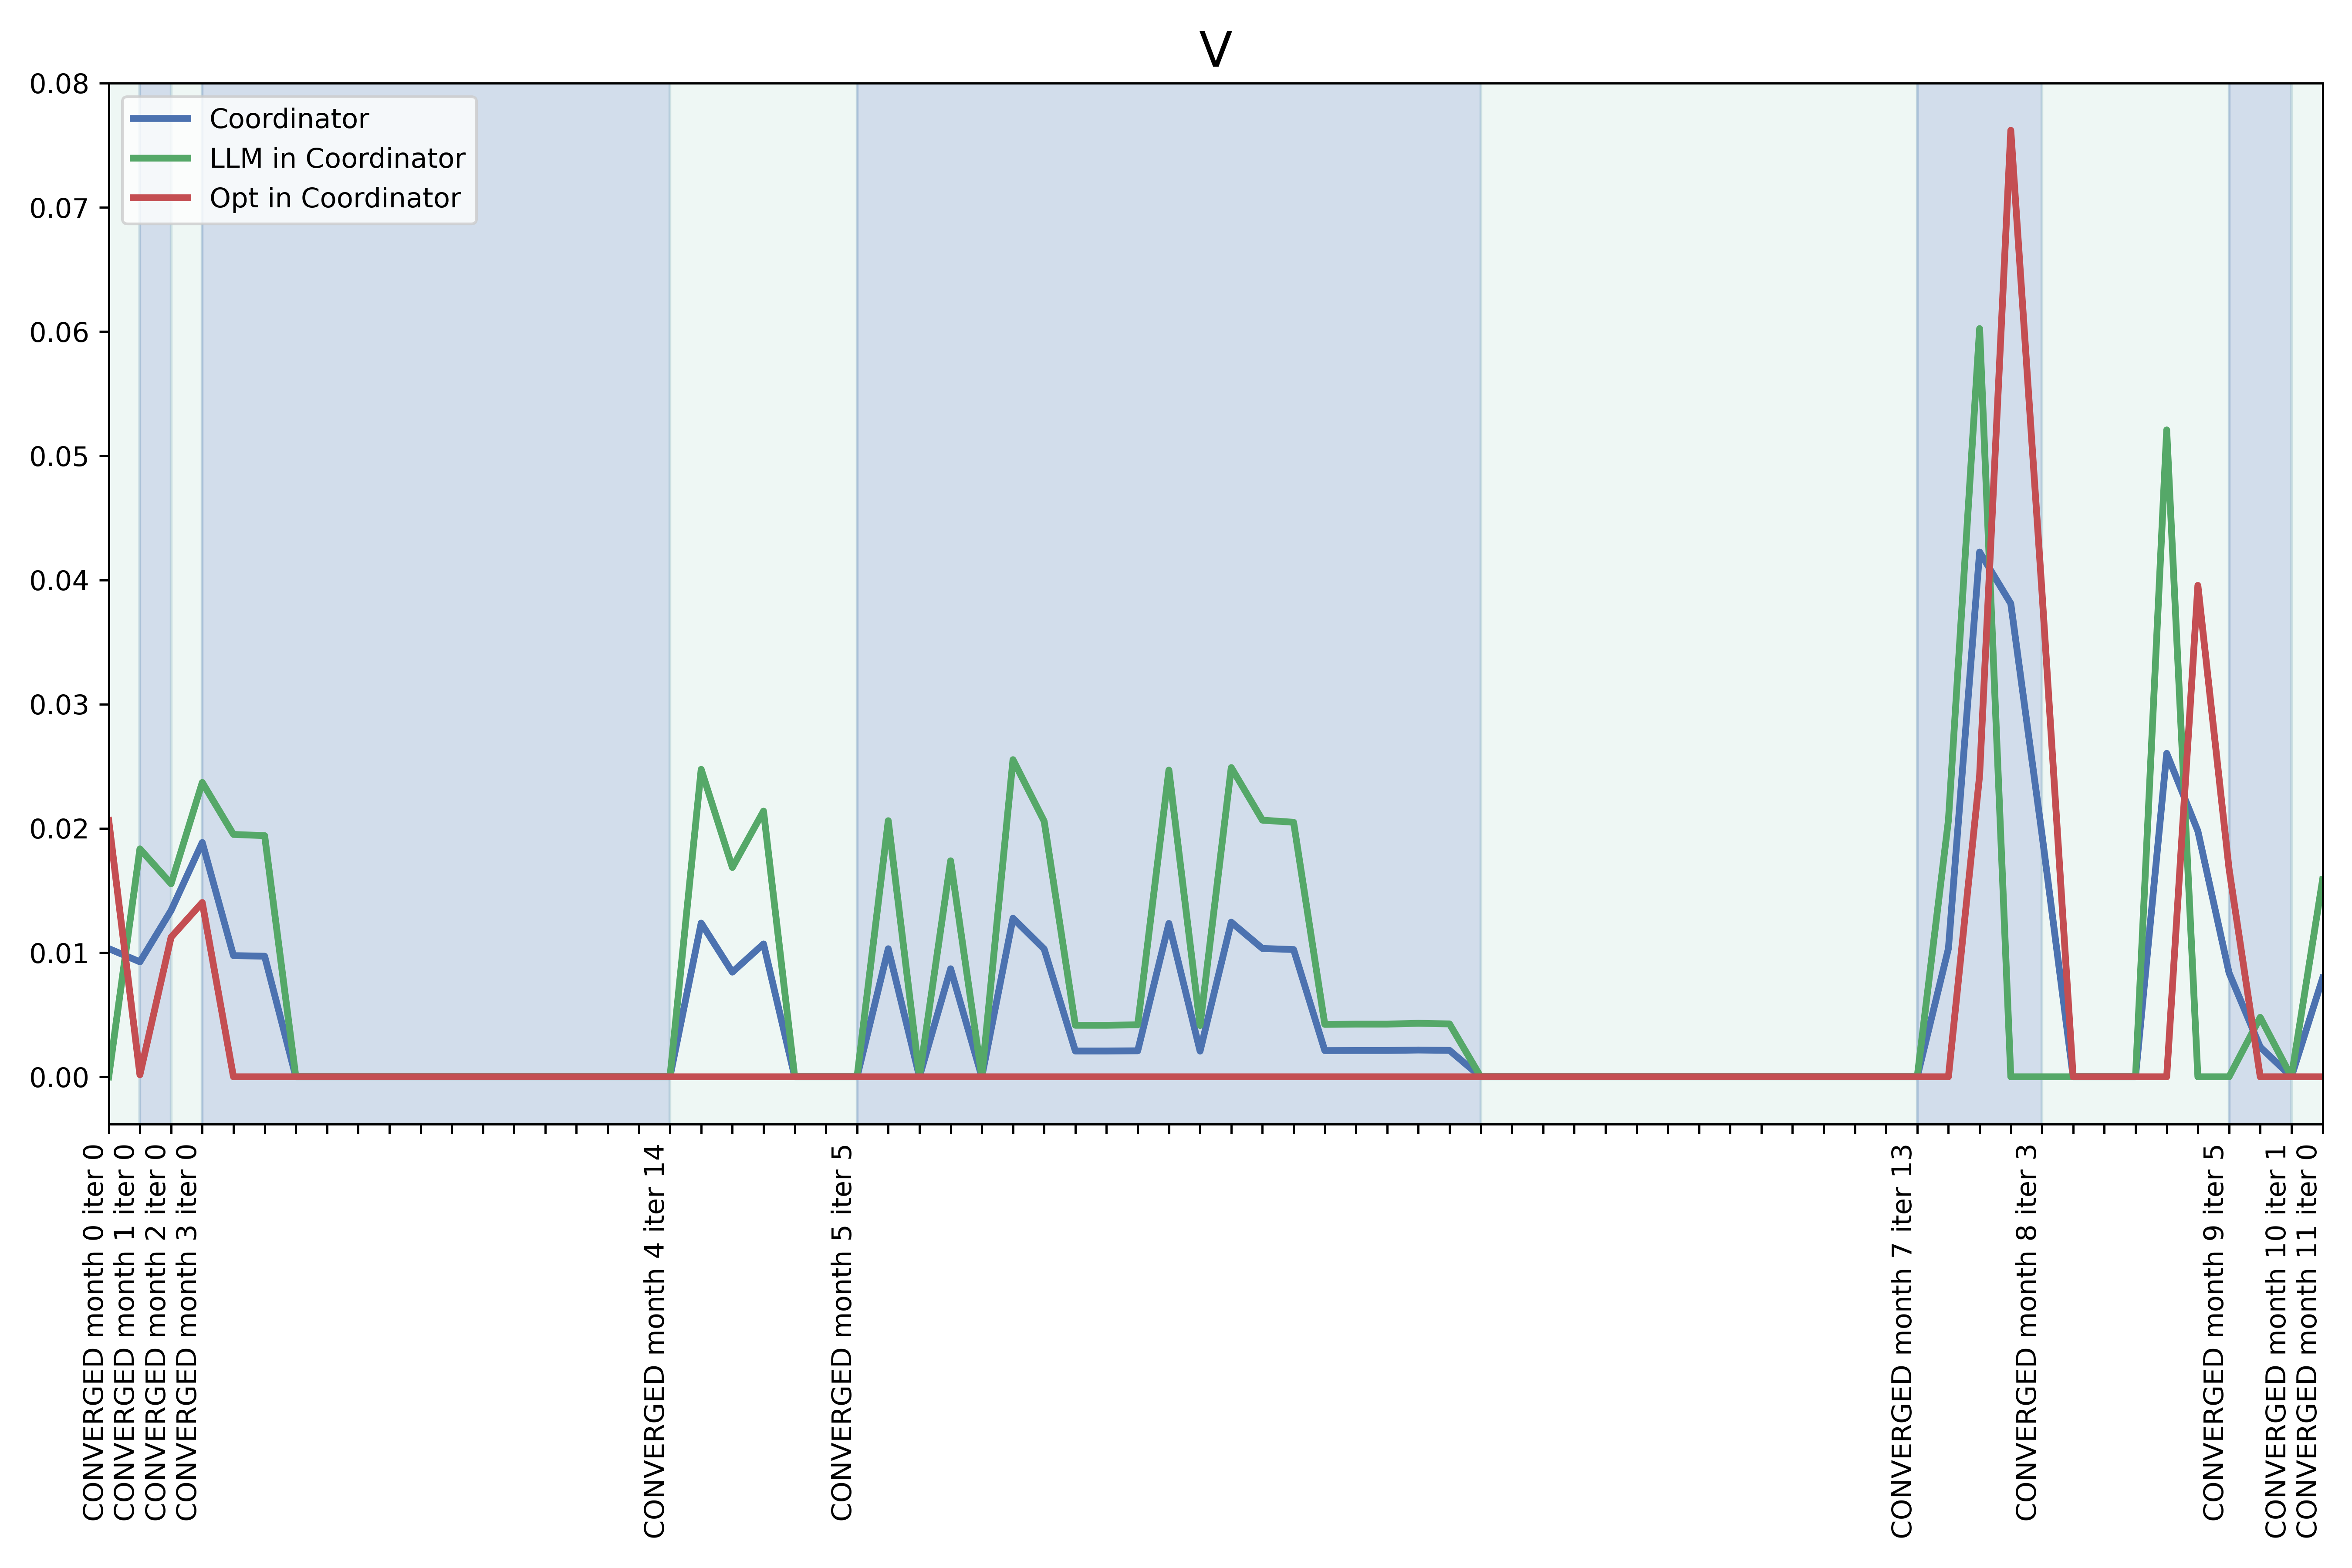 V
0.08
0.07
0.06
0.05
0.04
0.03
0.02
0.01
0.00
Coordinator
LLM in Coordinator
Opt in Coordinator
CONVERGED month 0 iter 0
CONVERGED month 1 iter 0
CONVERGED month 2 iter 0
CONVERGED month 3 iter 0
CONVERGED month 4 iter 14
CONVERGED month 5 iter 5
CONVERGED month 7 iter 13
CONVERGED month 8 iter 3
CONVERGED month 9 iter 5
CONVERGED month 10 iter 1
CONVERGED month 11 iter 0